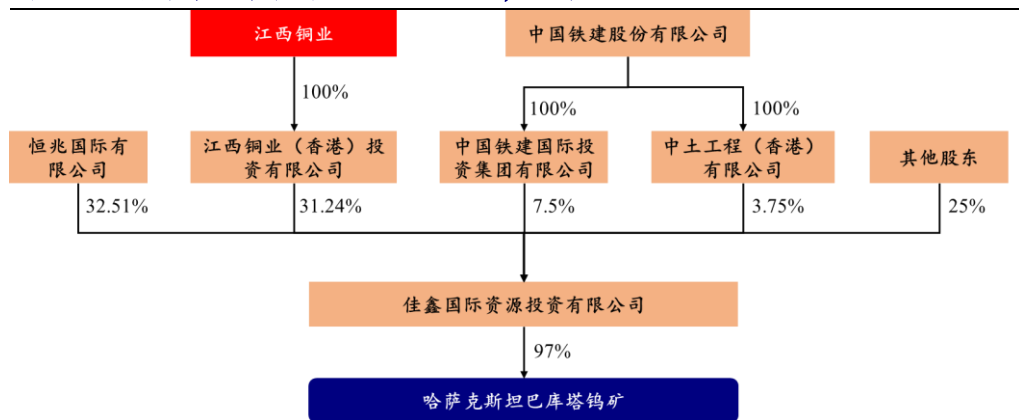 江西铜业
中国铁建股份有限公司
100%
100%
100%
恒兆国际有
限公司
江西铜业（香港）投
资有限公司
中国铁建国际投
资集团有限公司
中土工程（香港）
有限公司
其他股东
32.51%
31.24%
7.5%
3.75%
25%
佳鑫国际资源投资有限公司
97%
哈萨克斯坦巴库塔钨矿